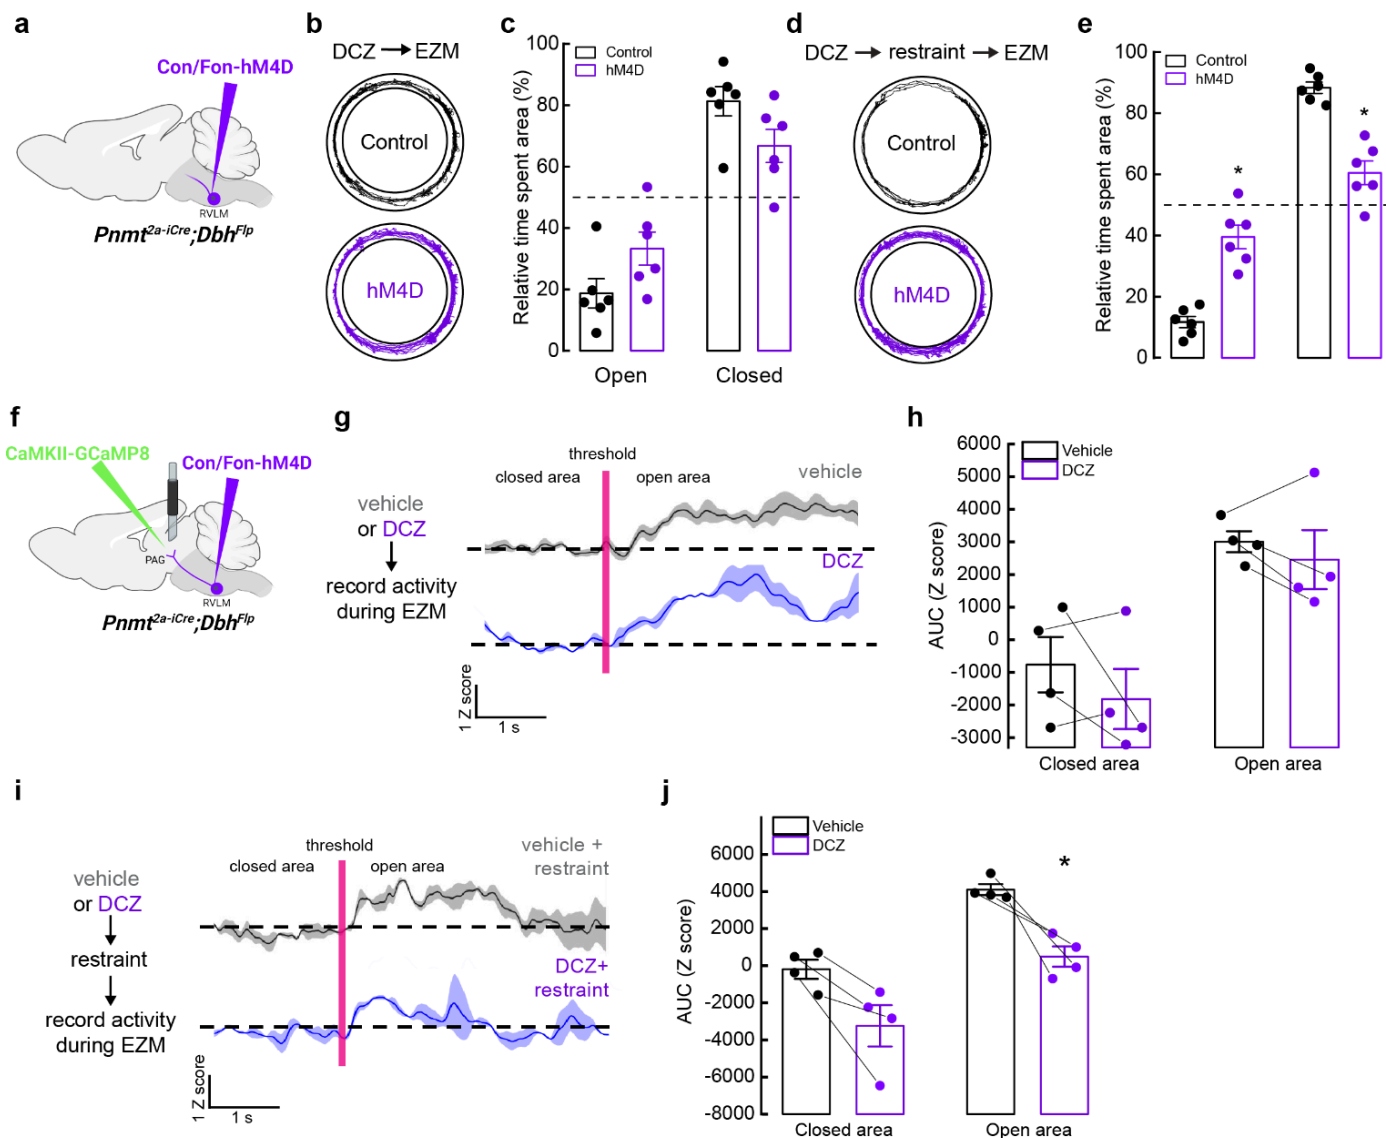 a
Con/Fon-hM4D
RVLM
Pnmt2a-iCre;DbhFlp
b
DCZ → EZM
Control
hM4D
c
Relative time spent area (%)
100
80
60
40
20
0
Control
hM4D
Open
Closed
d
DCZ → restraint → EZM
Control
hM4D
e
Relative time spent area (%)
100
80
60
40
20
0
Control
hM4D
*
*
f
CaMKII-GCaMP8
Con/Fon-hM4D
PAG
RVLM
Pnmt2a-iCre;DbhFlp
g
vehicle
or DCZ
record activity
during EZM
threshold
closed area
open area
vehicle
DCZ
1 Z score
1 s
h
AUC (Z score)
6000
5000
4000
3000
2000
1000
0
-1000
-2000
-3000
Vehicle
DCZ
Closed area
Open area
i
vehicle
or DCZ
restraint
record activity
during EZM
threshold
closed area
open area
vehicle +
restraint
DCZ+
restraint
1 Z score
1 s
j
AUC (Z score)
6000
4000
2000
0
-2000
-4000
-6000
-8000
Vehicle
DCZ
*
Closed area
Open area